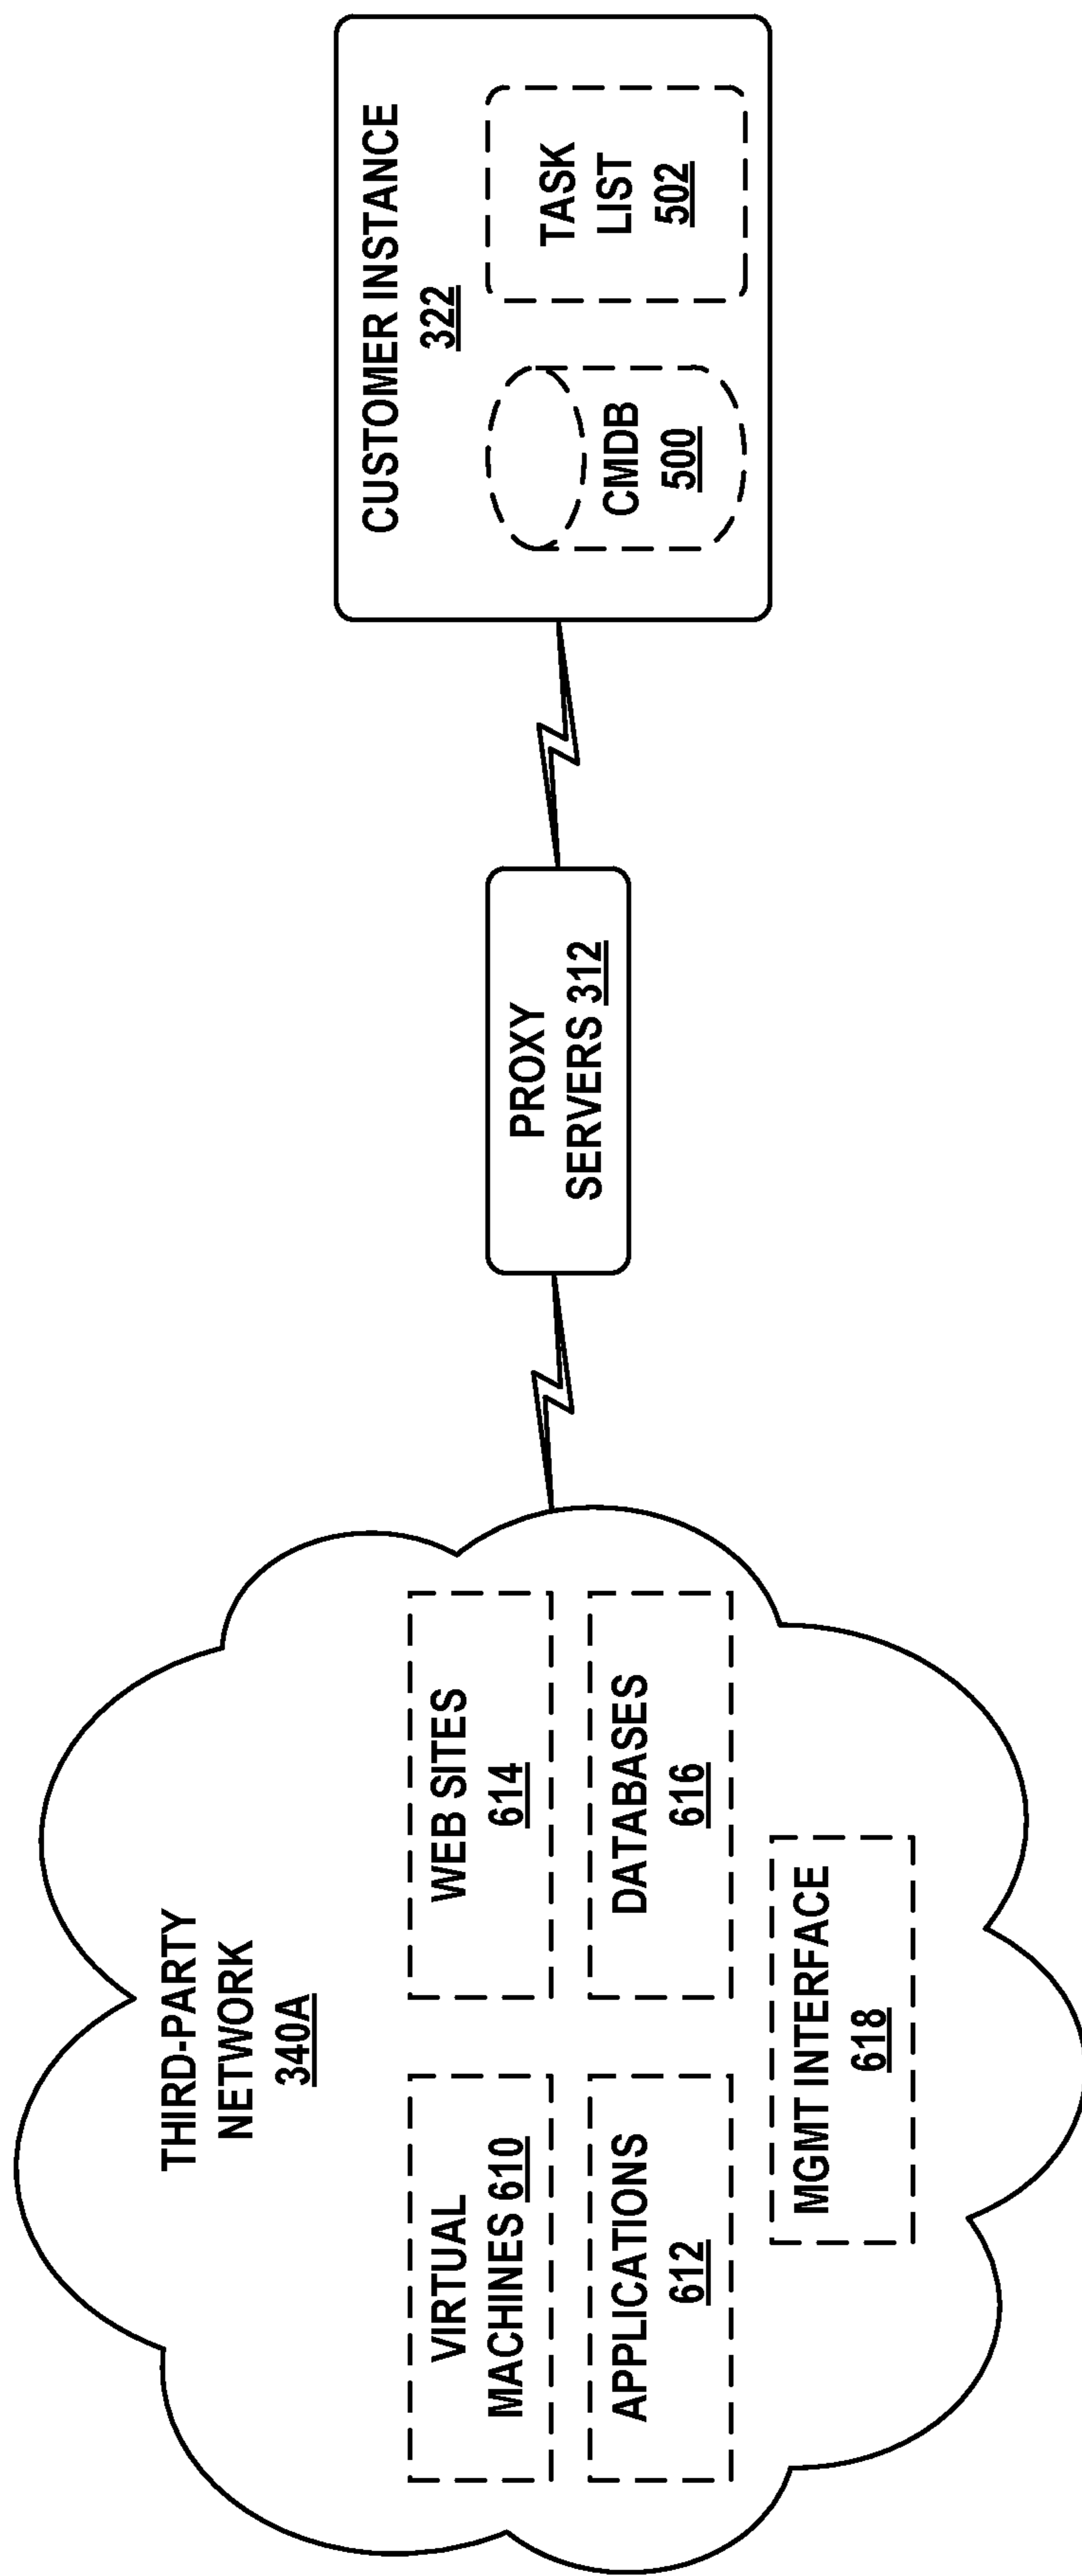 THIRD-PARTY
NETWORK
340A
VIRTUAL
MACHINES 610
WEB SITES
614
APPLICATIONS
612
DATABASES
616
MGMT INTERFACE
618
PROXY
SERVERS 312
CUSTOMER INSTANCE
322
CMDB
500
TASK
LIST
502